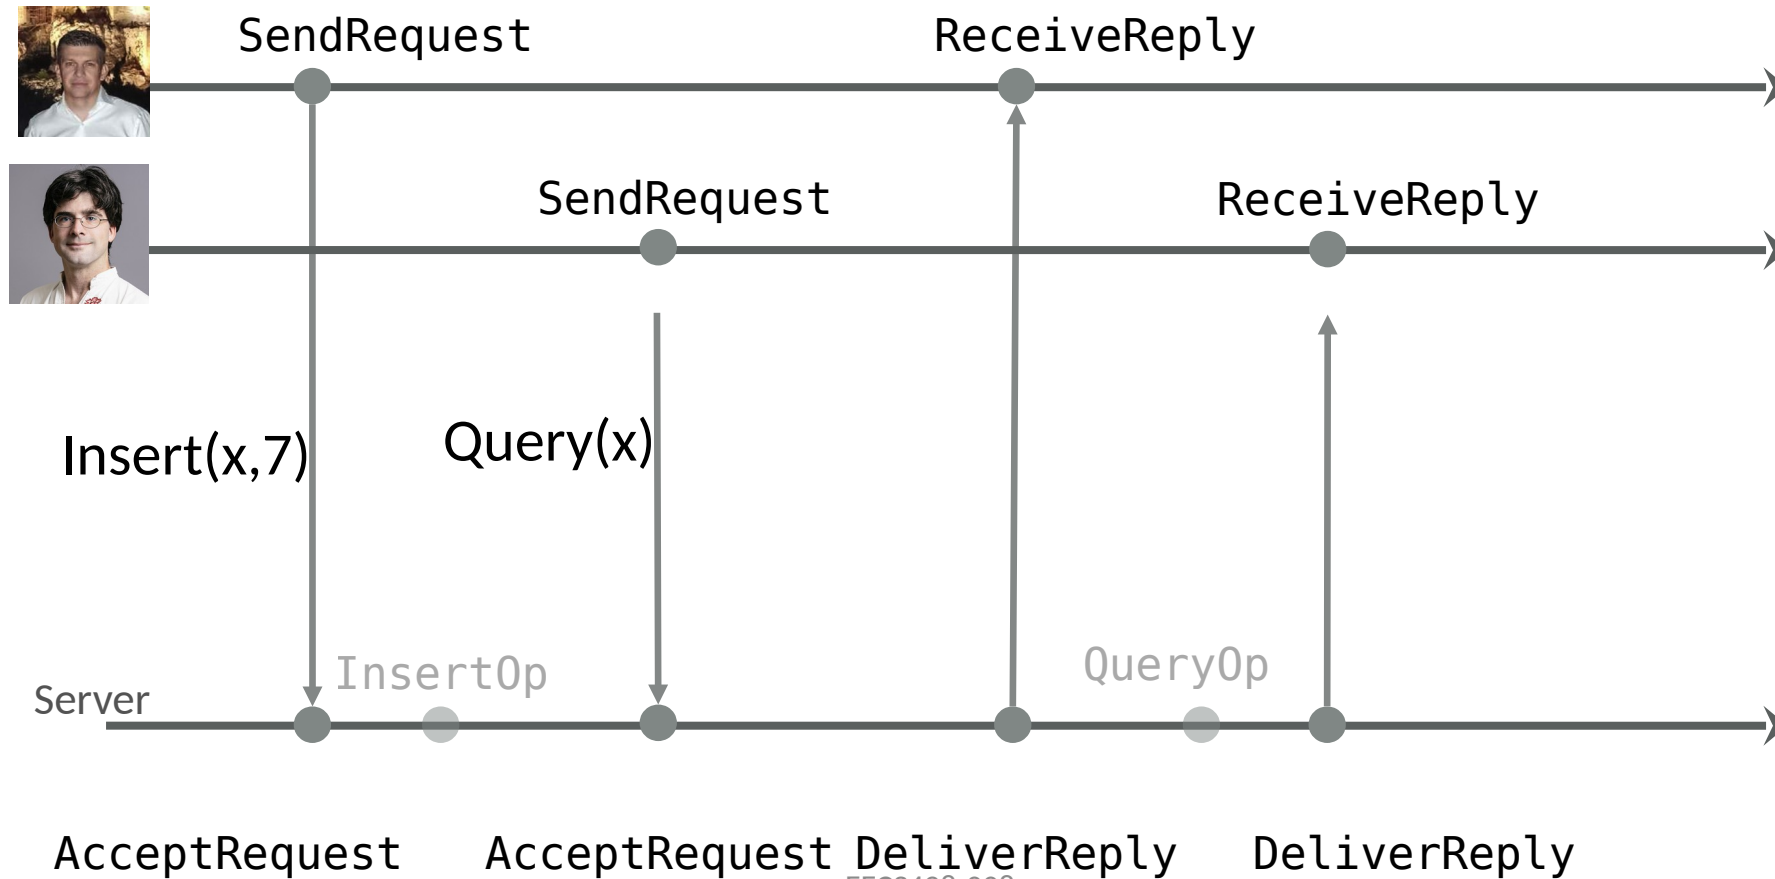 SendRequest
ReceiveReply
SendRequest
ReceiveReply
Insert(x,7)
Query(x)
InsertOp
QueryOp
Server
AcceptRequest
AcceptRequest
DeliverReply
DeliverReply